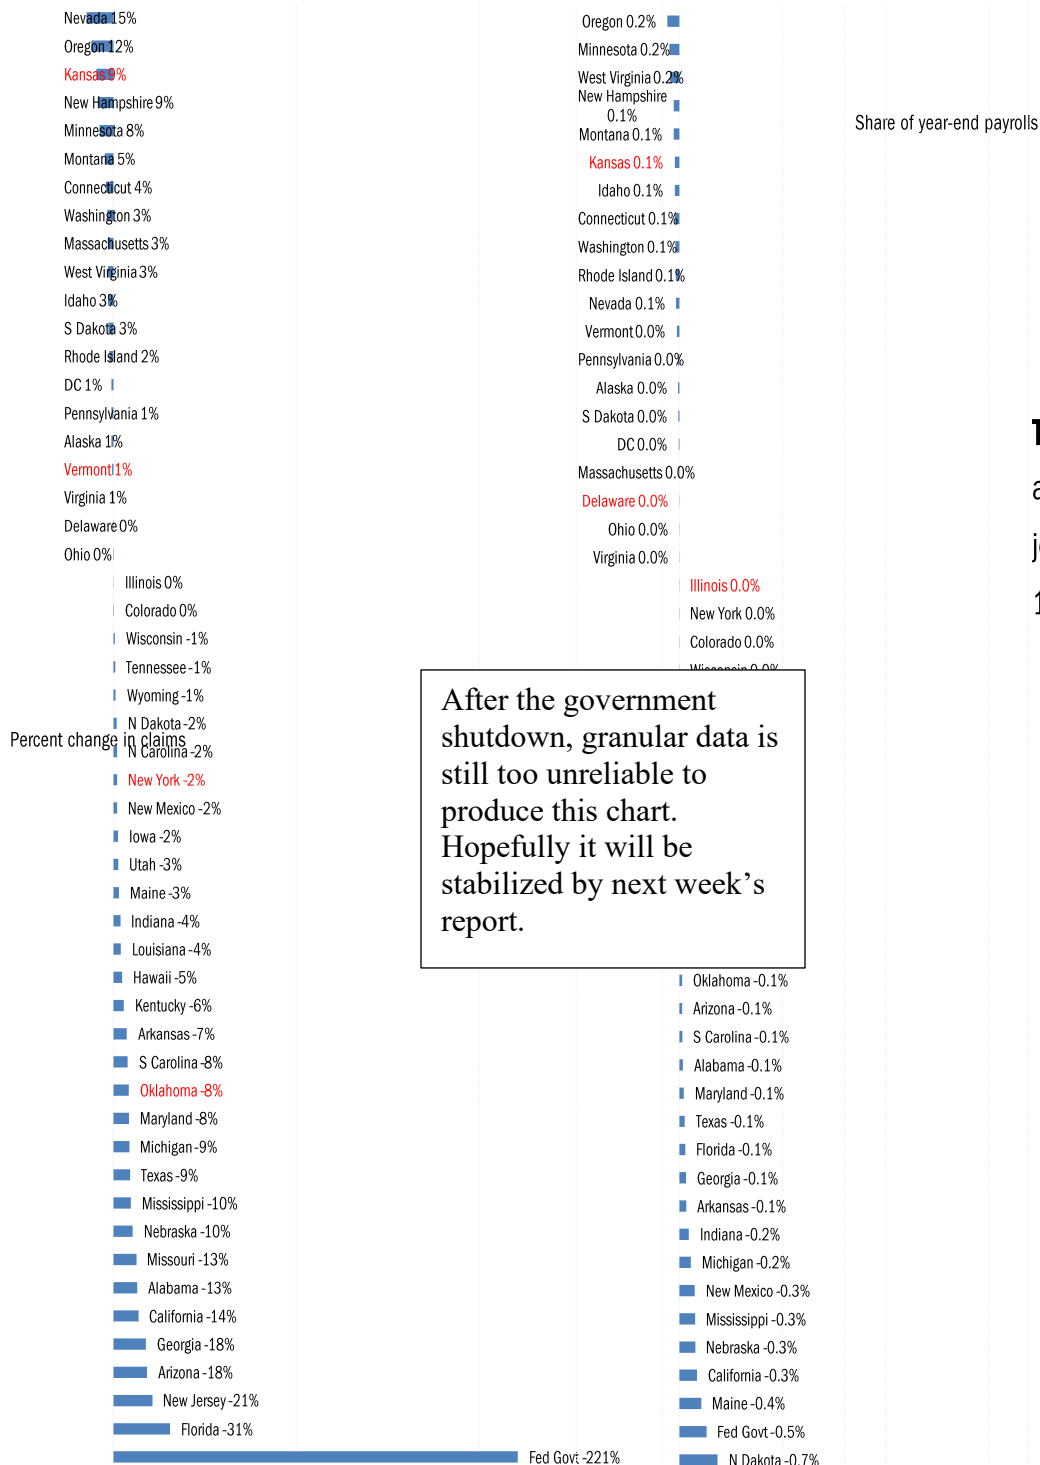 Nevada 15%
Oregon 12%
Kansas 9%
New Hampshire 9%
Minnesota 8%
Montana 5%
Connecticut 4%
Washington 3%
Massachusetts 3%
West Virginia 3%
Idaho 3%
S Dakota 3%
Rhode Island 2%
DC 1%
Pennsylvania 1%
Alaska 1%
Vermont 1%
Virginia 1%
Delaware 0%
Ohio 0%
Illinois 0%
Colorado 0%
Wisconsin -1%
Tennessee -1%
Wyoming -1%
N Dakota -2%
Percent change in claims
N Carolina -2%
New York -2%
New Mexico -2%
Iowa -2%
Utah -3%
Maine -3%
Indiana -4%
Louisiana -4%
Hawaii -5%
Kentucky -6%
Arkansas -7%
S Carolina -8%
Oklahoma -8%
Maryland -8%
Michigan -9%
Texas -9%
Mississippi -10%
Nebraska -10%
Missouri -13%
Alabama -13%
California -14%
Georgia -18%
Arizona -18%
New Jersey -21%
Florida -31%
Fed Govt -221%
Oregon 0.2%
Minnesota 0.2%
West Virginia 0.2%
New Hampshire
0.1%
Montana 0.1%
Kansas 0.1%
Idaho 0.1%
Connecticut 0.1%
Washington 0.1%
Rhode Island 0.1%
Nevada 0.1%
Vermont 0.0%
Pennsylvania 0.0%
Alaska 0.0%
S Dakota 0.0%
DC 0.0%
Massachusetts 0.0%
Delaware 0.0%
Ohio 0.0%
Virginia 0.0%
Illinois 0.0%
New York 0.0%
Colorado 0.0%
Wisconsin 0.0%
After the government
shutdown, granular data is
still too unreliable to
produce this chart.
Hopefully it will be
stabilized by next week’s
report.
Oklahoma -0.1%
Arizona -0.1%
S Carolina -0.1%
Alabama -0.1%
Maryland -0.1%
Texas -0.1%
Florida -0.1%
Georgia -0.1%
Arkansas -0.1%
Indiana -0.2%
Michigan -0.2%
New Mexico -0.3%
Mississippi -0.3%
Nebraska -0.3%
California -0.3%
Maine -0.4%
Fed Govt -0.5%
N Dakota -0.7%
Share of year-end payrolls